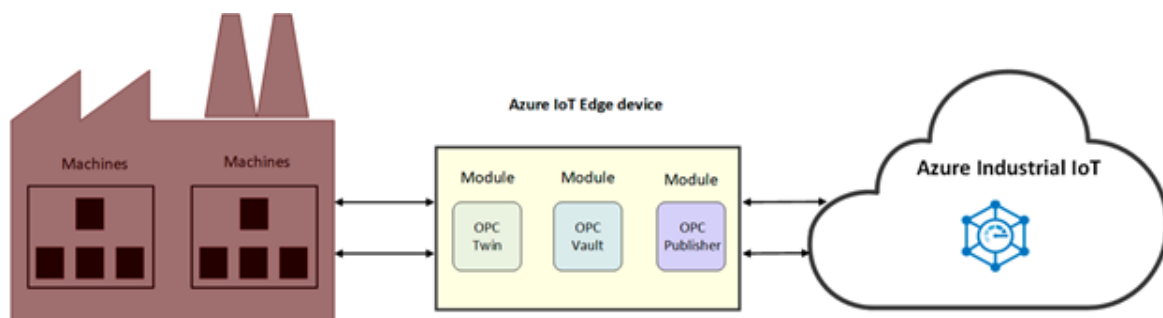 Azure IoT Edge device
Machines
Machines
Module
Module
Module
OPC
Twin
OPC
Vault
OPC
Publisher
Azure Industrial IoT